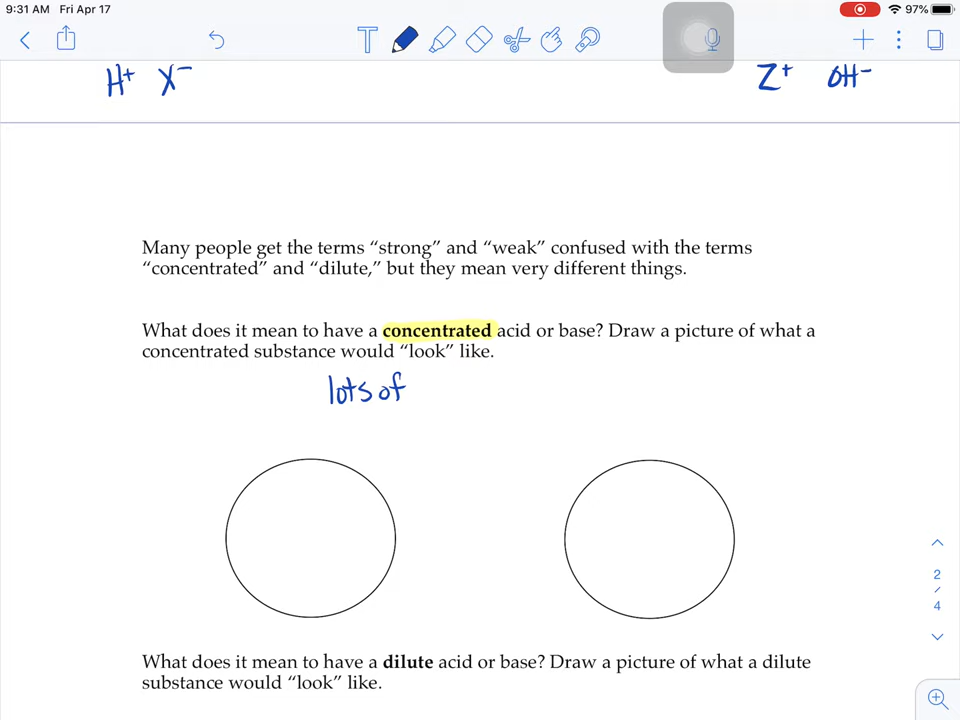 9:31 AM Fri Apr 17
97%
T
H+ X− Z+ OH−
Many people get the terms “strong” and “weak” confused with the terms
“concentrated” and “dilute,” but they mean very different things.
What does it mean to have a concentrated acid or base? Draw a picture of what a
concentrated substance would “look” like.
lots of
2
/
4
What does it mean to have a dilute acid or base? Draw a picture of what a dilute
substance would “look” like.